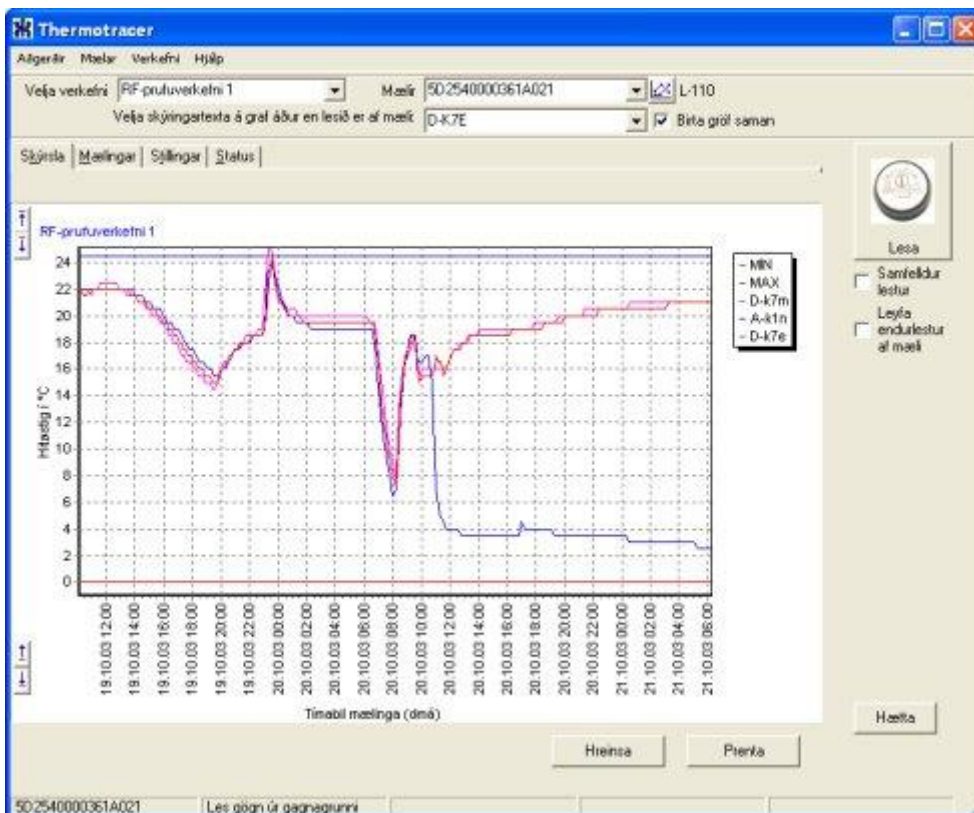 Thermotracer
Aðgerðir Mælar Verkefni Hjálp
Velja verkefni RF-prufuverkefni 1 Mælir 5D2540000361A021 L-110
Velja skýringartexta á graf áður en lesið er af mæli: D-K7E Birta gröf saman
Skýrsla Mælingar Stillingar Status
Lesa
Samfelldur
lestur
Leyfa
endurlestur
af mæli
RF-prufuverkefni 1
MIN
MAX
D-k7m
A-k1n
D-k7e
Hitastig í °C
24
22
20
18
16
14
12
10
8
6
4
2
0
19.10.03 12:00
19.10.03 14:00
19.10.03 16:00
19.10.03 18:00
19.10.03 20:00
19.10.03 22:00
20.10.03 00:00
20.10.03 02:00
20.10.03 04:00
20.10.03 06:00
20.10.03 08:00
20.10.03 10:00
20.10.03 12:00
20.10.03 14:00
20.10.03 16:00
20.10.03 18:00
20.10.03 20:00
20.10.03 22:00
21.10.03 00:00
21.10.03 02:00
21.10.03 04:00
21.10.03 06:00
Tímabil mælinga (dmá)
Hætta
Hreinsa Prenta
5D2540000361A021 Les gögn úr gagnagrunni